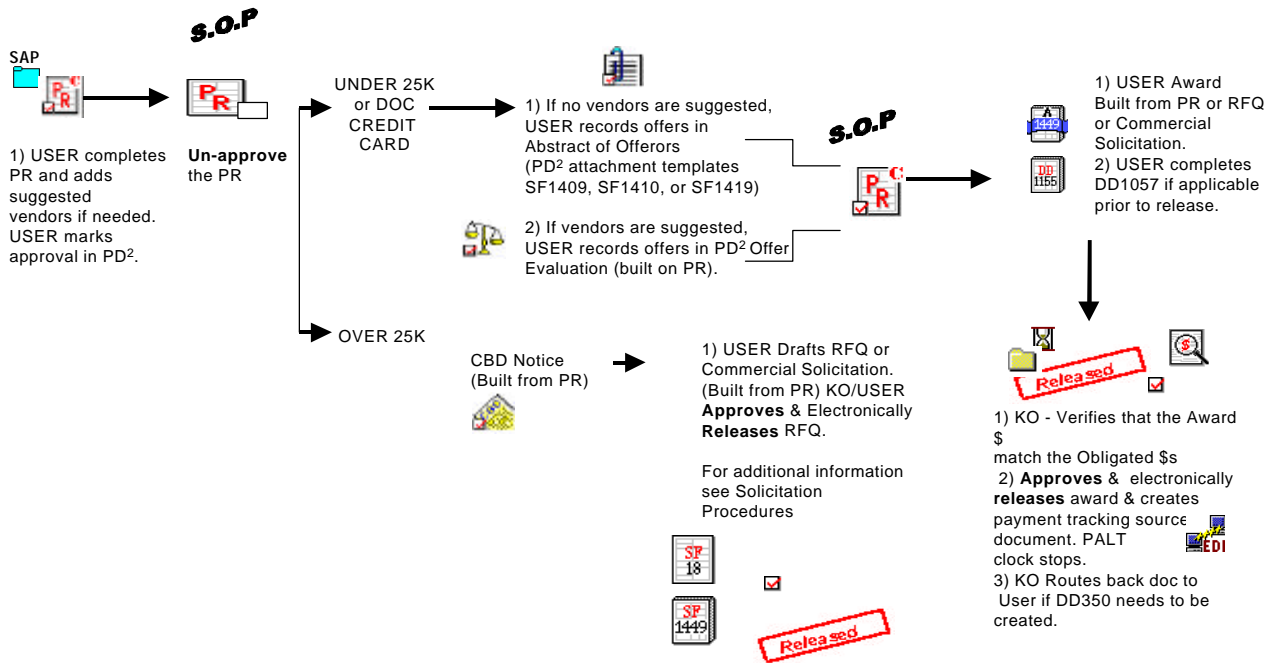 S.O.P
SAP
PR C
PR
1) USER completes
PR and adds
suggested
vendors if needed.
USER marks
approval in PD².
Un-approve
the PR
UNDER 25K
or DOC
CREDIT
CARD
1) If no vendors are suggested,
USER records offers in
Abstract of Offerors
(PD² attachment templates
SF1409, SF1410, or SF1419)
2) If vendors are suggested,
USER records offers in PD² Offer
Evaluation (built on PR).
S.O.P
PR C
A
1449
DD
1155
1) USER Award
Built from PR or RFQ
or Commercial
Solicitation.
2) USER completes
DD1057 if applicable
prior to release.
OVER 25K
CBD Notice
(Built from PR)
1) USER Drafts RFQ or
Commercial Solicitation.
(Built from PR) KO/USER
Approves & Electronically
Releases RFQ.
For additional information
see Solicitation
Procedures
SF
18
SF
1449
Released
Released
$
1) KO - Verifies that the Award
$
match the Obligated $s
2) Approves & electronically
releases award & creates
payment tracking source
document. PALT
clock stops.
EDI
3) KO Routes back doc to
User if DD350 needs to be
created.